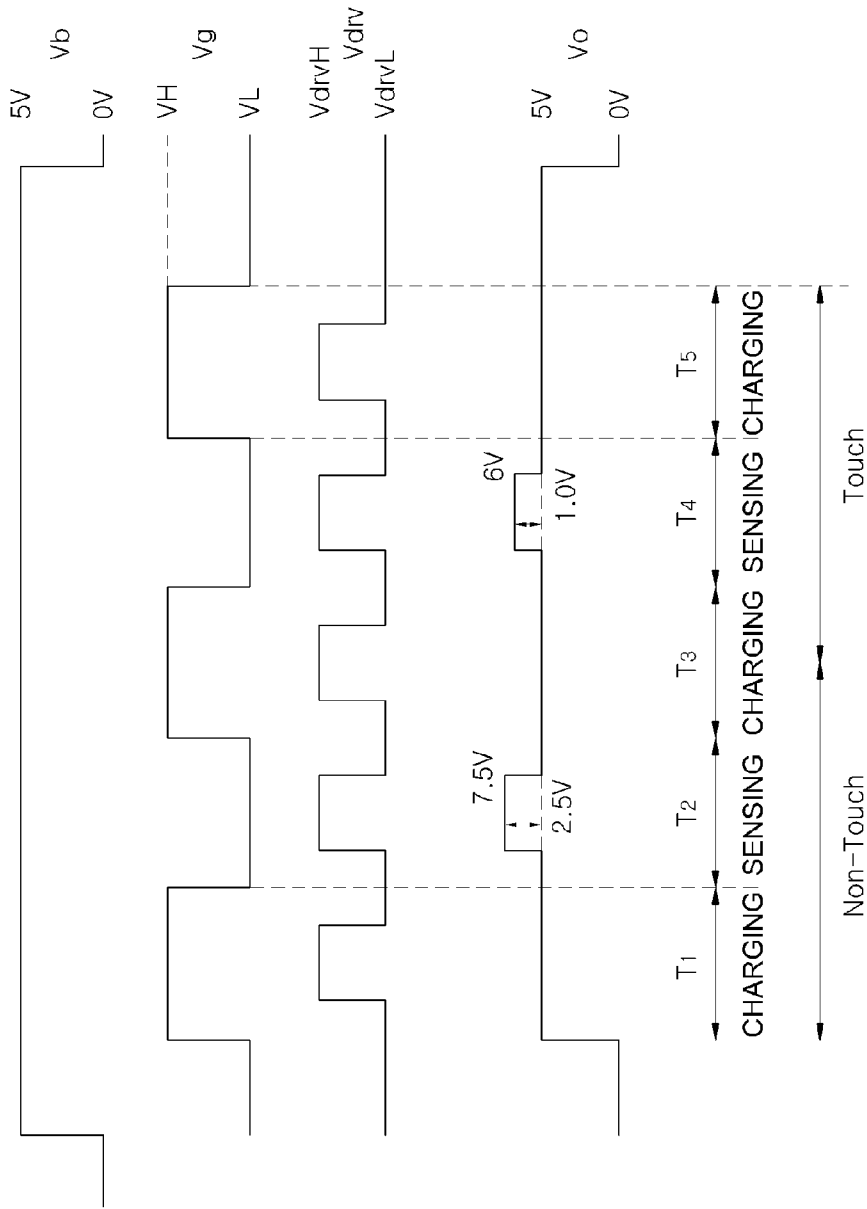 5V
Vb
0V
VH
Vg
VL
VdrvH
Vdrv
VdrvL
7.5V
2.5V
6V
1.0V
5V
Vo
0V
T1 T2 T3 T4 T5
CHARGING SENSING CHARGING SENSING CHARGING
Non-Touch Touch